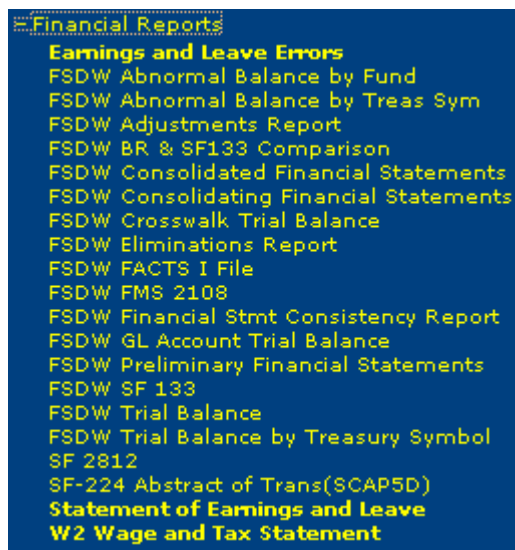 Financial Reports
Earnings and Leave Errors
FSDW Abnormal Balance by Fund
FSDW Abnormal Balance by Treas Sym
FSDW Adjustments Report
FSDW BR & SF133 Comparison
FSDW Consolidated Financial Statements
FSDW Consolidating Financial Statements
FSDW Crosswalk Trial Balance
FSDW Eliminations Report
FSDW FACTS I File
FSDW FMS 2108
FSDW Financial Stmt Consistency Report
FSDW GL Account Trial Balance
FSDW Preliminary Financial Statements
FSDW SF 133
FSDW Trial Balance
FSDW Trial Balance by Treasury Symbol
SF 2812
SF-224 Abstract of Trans(SCAP5D)
Statement of Earnings and Leave
W2 Wage and Tax Statement